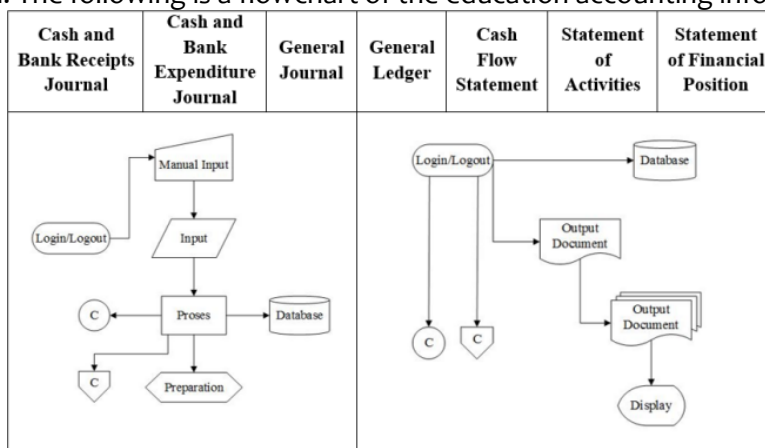 . The following is a flowchart of the education accounting info
Cash and
Bank Receipts
Journal
Cash and
Bank
Expenditure
Journal
General
Journal
General
Ledger
Cash
Flow
Statement
Statement
of
Activities
Statement
of Financial
Position
Manual Input
Login/Logout
Input
C
Proses
Database
C
Preparation
Login/Logout
Database
Output
Document
Output
Document
C
C
Display